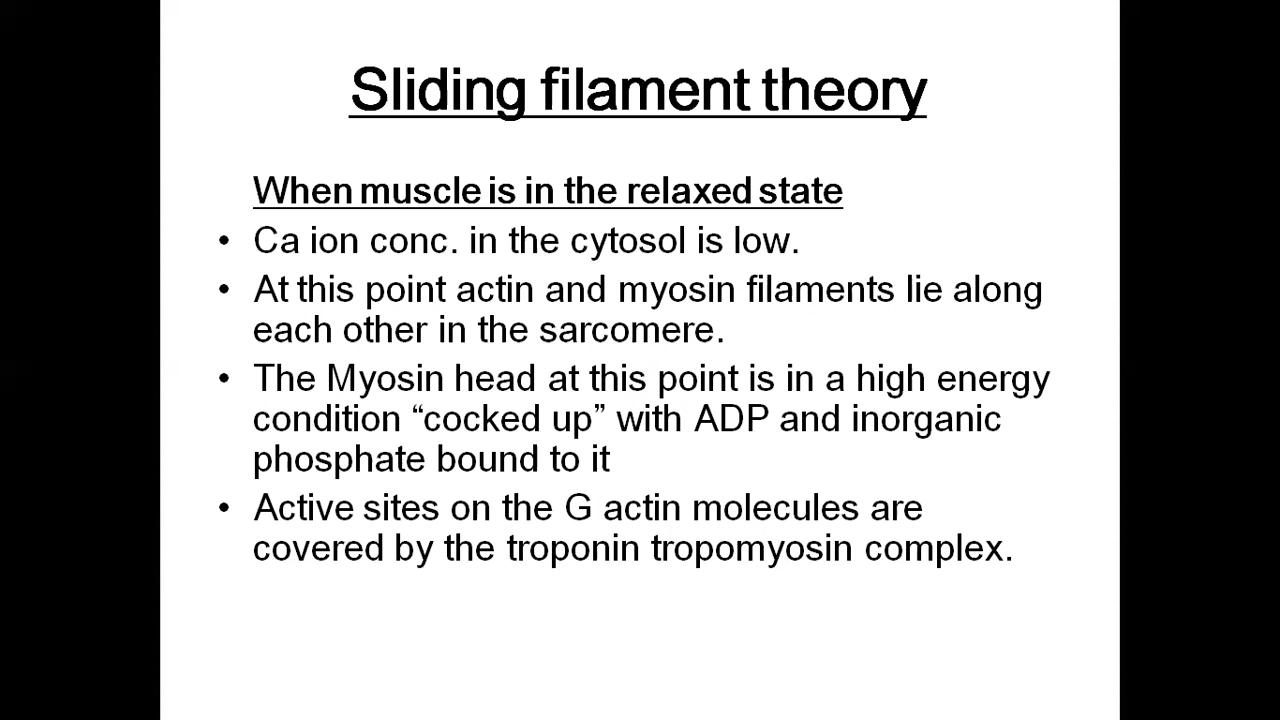 Sliding filament theory
When muscle is in the relaxed state
• Ca ion conc. in the cytosol is low.
• At this point actin and myosin filaments lie along
each other in the sarcomere.
• The Myosin head at this point is in a high energy
condition “cocked up” with ADP and inorganic
phosphate bound to it
• Active sites on the G actin molecules are
covered by the troponin tropomyosin complex.